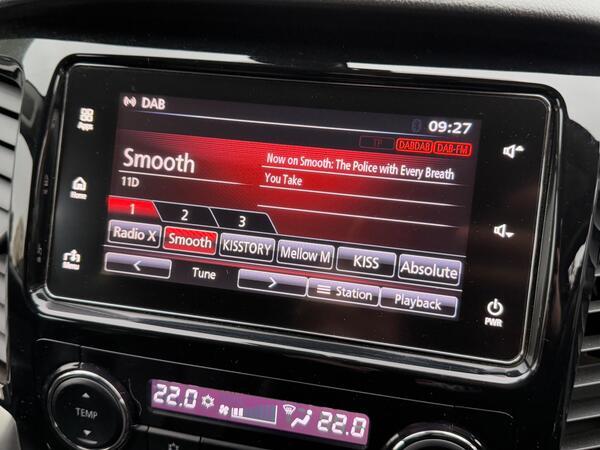 DAB
09:27
Apps
TP DABDAB DAB-FM
Smooth
Now on Smooth: The Police with Every Breath
You Take
11D
Home
1 2 3
Radio X Smooth KISSTORY Mellow M KISS Absolute
Menu
< Tune > Station Playback
PWR
TEMP
22.0 22.0